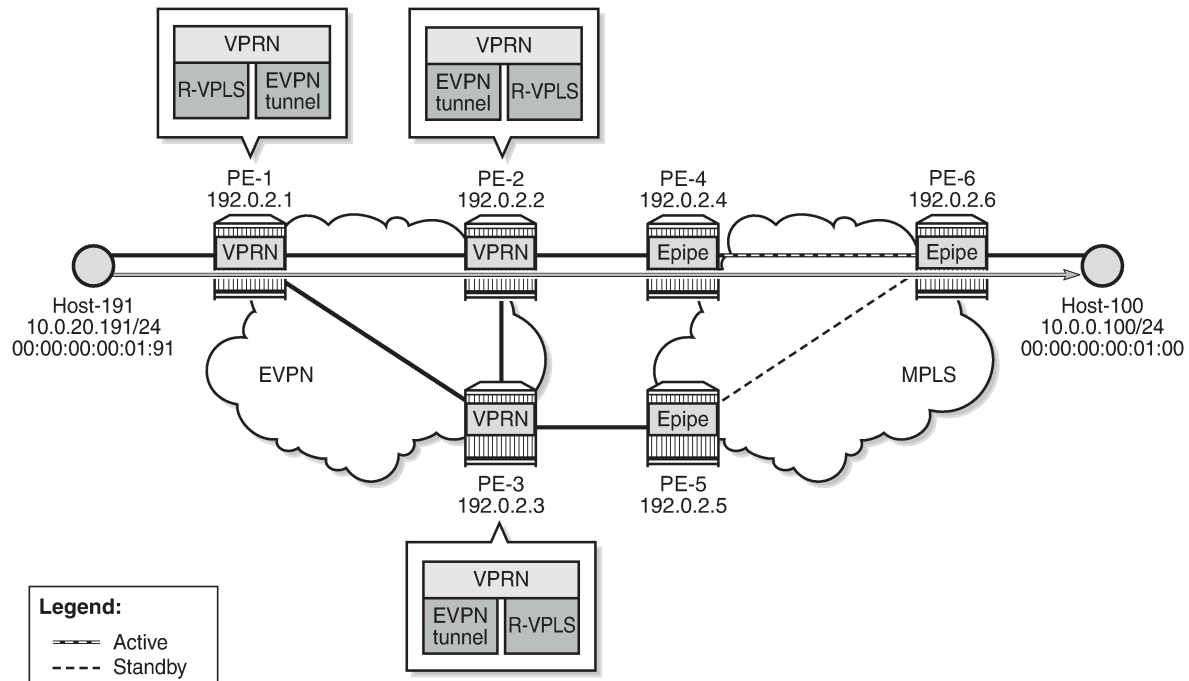 VPRN
R-VPLS
EVPN
tunnel
VPRN
EVPN
tunnel
R-VPLS
PE-1
192.0.2.1
PE-2
192.0.2.2
PE-4
192.0.2.4
PE-6
192.0.2.6
VPRN
VPRN
Epipe
Epipe
Host-191
10.0.20.191/24
00:00:00:00:01:91
Host-100
10.0.0.100/24
00:00:00:00:01:00
EVPN
MPLS
VPRN
Epipe
PE-3
192.0.2.3
PE-5
192.0.2.5
VPRN
EVPN
tunnel
R-VPLS
Legend:
Active
Standby